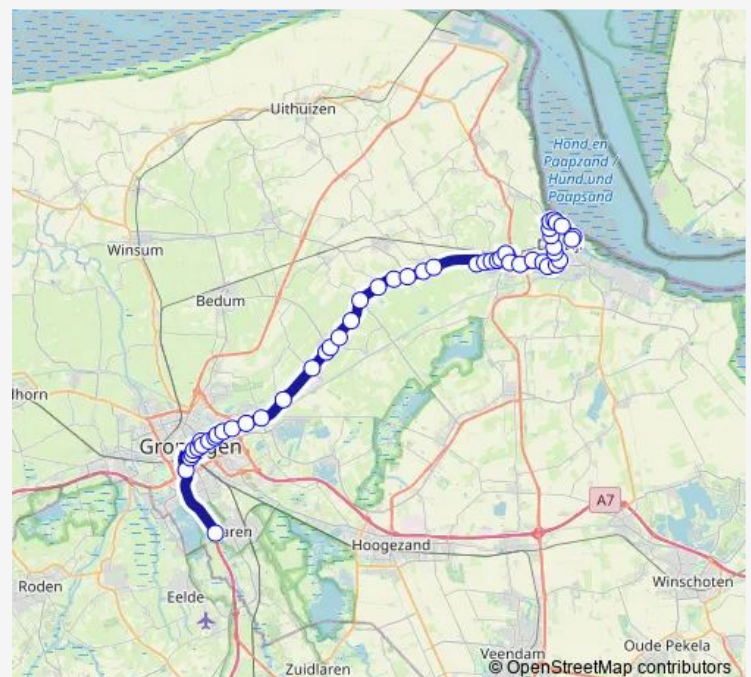 Uithuizen
Hond en
Paapzand /
Hund und
Paapsand
Winsum
Bedum
Groningen
A7
Hoogezand
Winschoten
Roden
Eelde
Zuidlaren
Veendam
Oude Pekela
© OpenStreetMap contributors